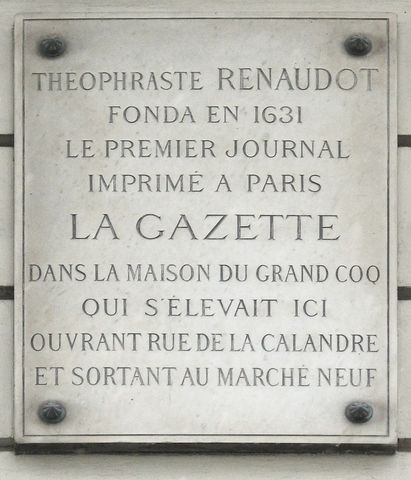 THÉOPHRASTE RENAUDOT
FONDA EN 1631
LE PREMIER JOURNAL
IMPRIMÉ A PARIS
LA GAZETTE
DANS LA MAISON DU GRAND COQ
QUI S'ÉLEVAIT ICI
OUVRANT RUE DE LA CALANDRE
ET SORTANT AU MARCHÉ NEUF